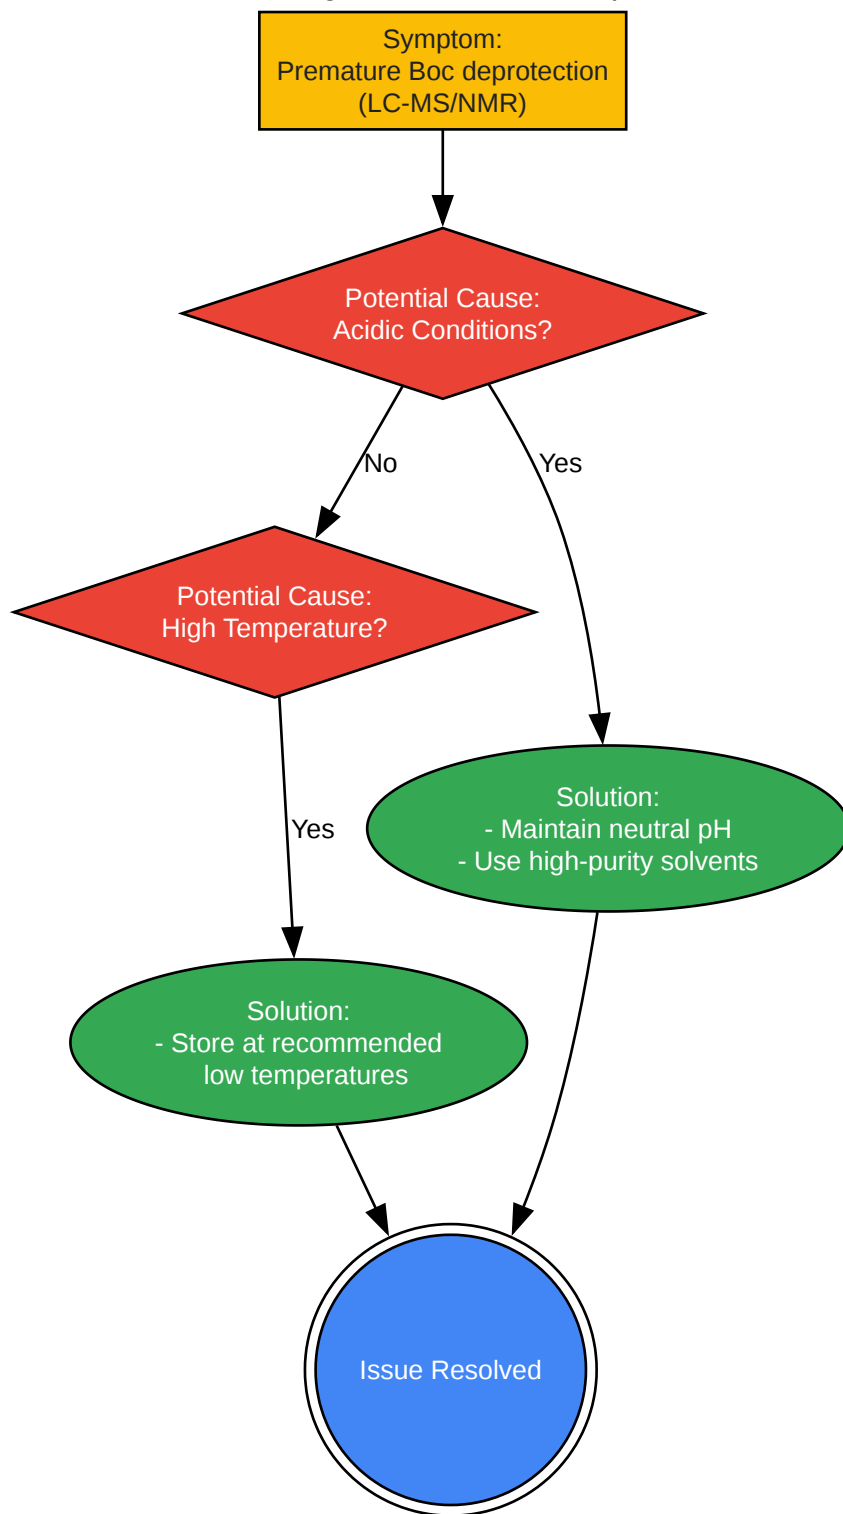 Symptom:
Premature Boc deprotection
(LC-MS/NMR)
Potential Cause:
Acidic Conditions?
No
Yes
Potential Cause:
High Temperature?
Solution:
- Maintain neutral pH
- Use high-purity solvents
Yes
Solution:
- Store at recommended
low temperatures
Issue Resolved